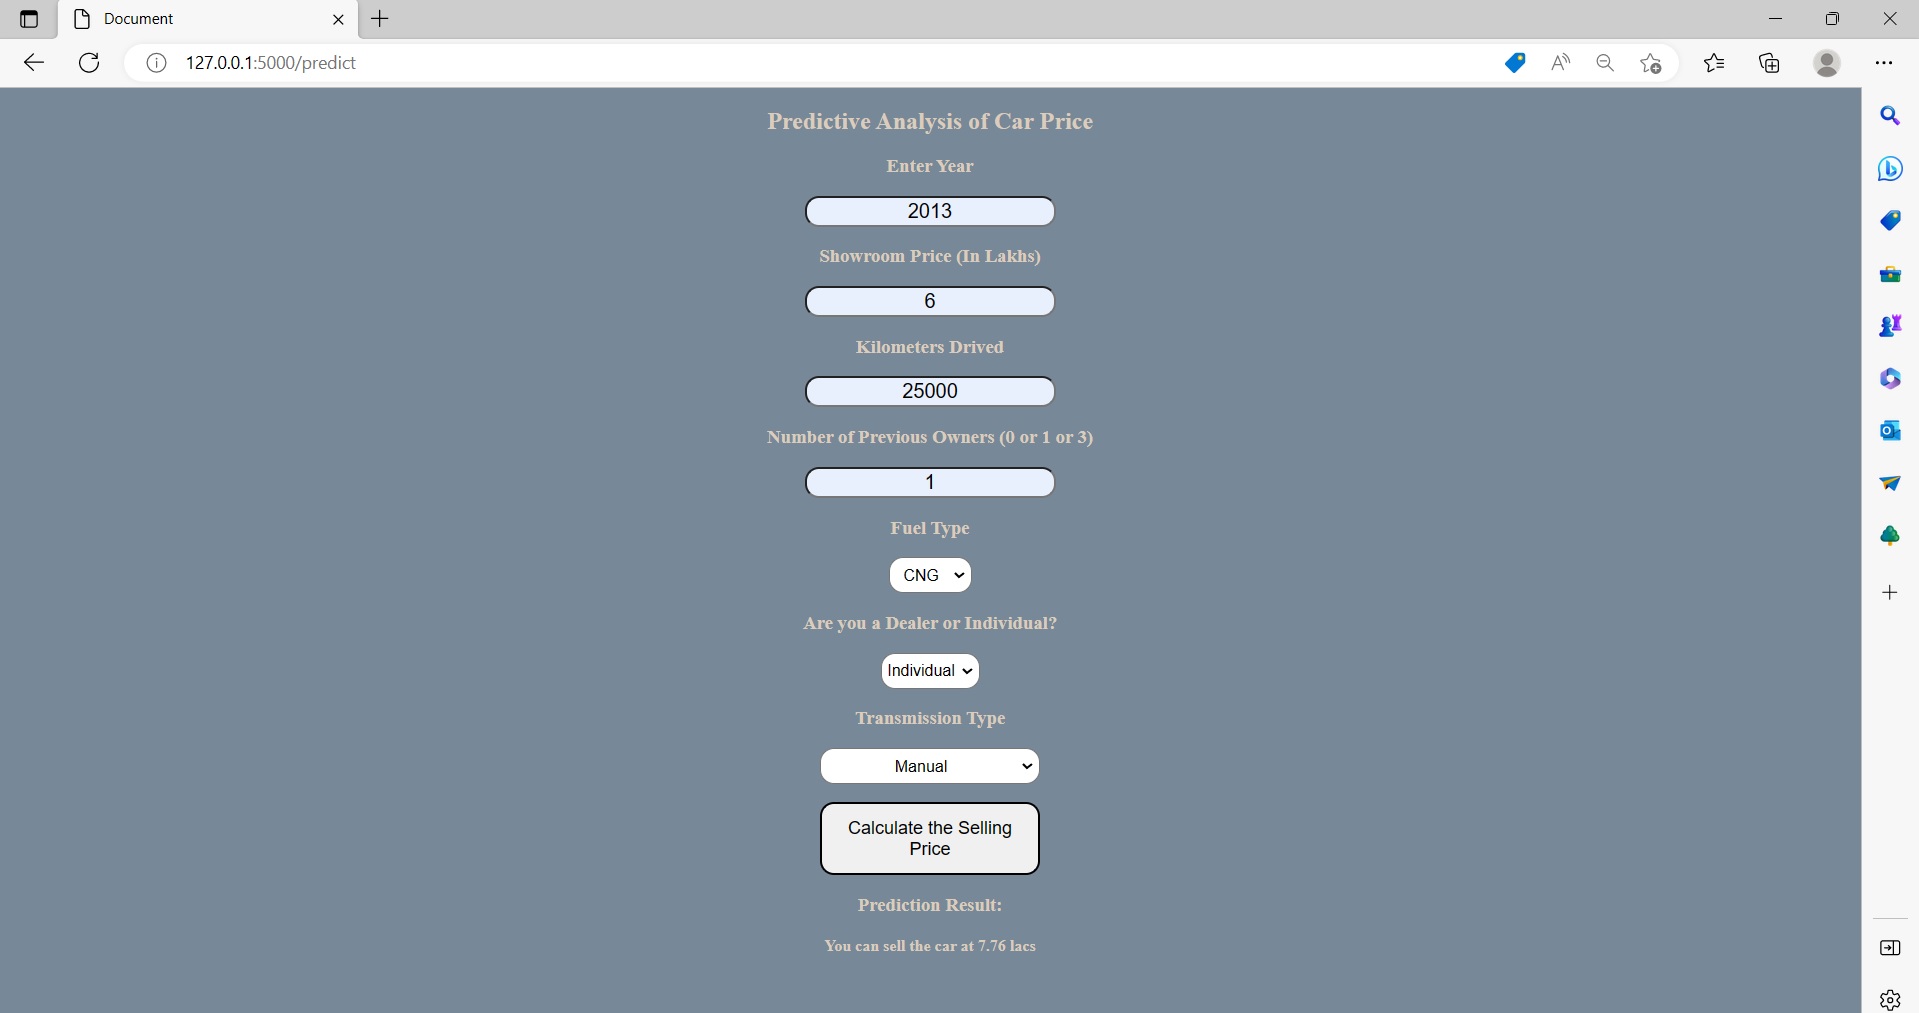 Document
127.0.0.1:5000/predict
Predictive Analysis of Car Price
Enter Year
2013
Showroom Price (In Lakhs)
6
Kilometers Drived
25000
Number of Previous Owners (0 or 1 or 3)
1
Fuel Type
CNG
Are you a Dealer or Individual?
Individual
Transmission Type
Manual
Calculate the Selling
Price
Prediction Result:
You can sell the car at 7.76 lacs